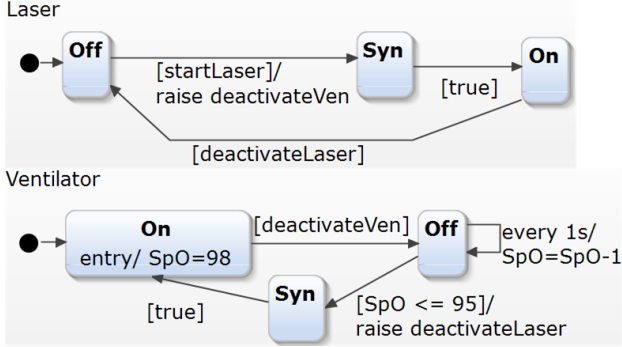 Laser
Off
Syn
On
[startLaser]/
raise deactivateVen
[true]
[deactivateLaser]
Ventilator
On
entry/ SpO=98
[deactivateVen]
Off
every 1s/
SpO=SpO-1
Syn
[true]
[SpO <= 95]/
raise deactivateLaser